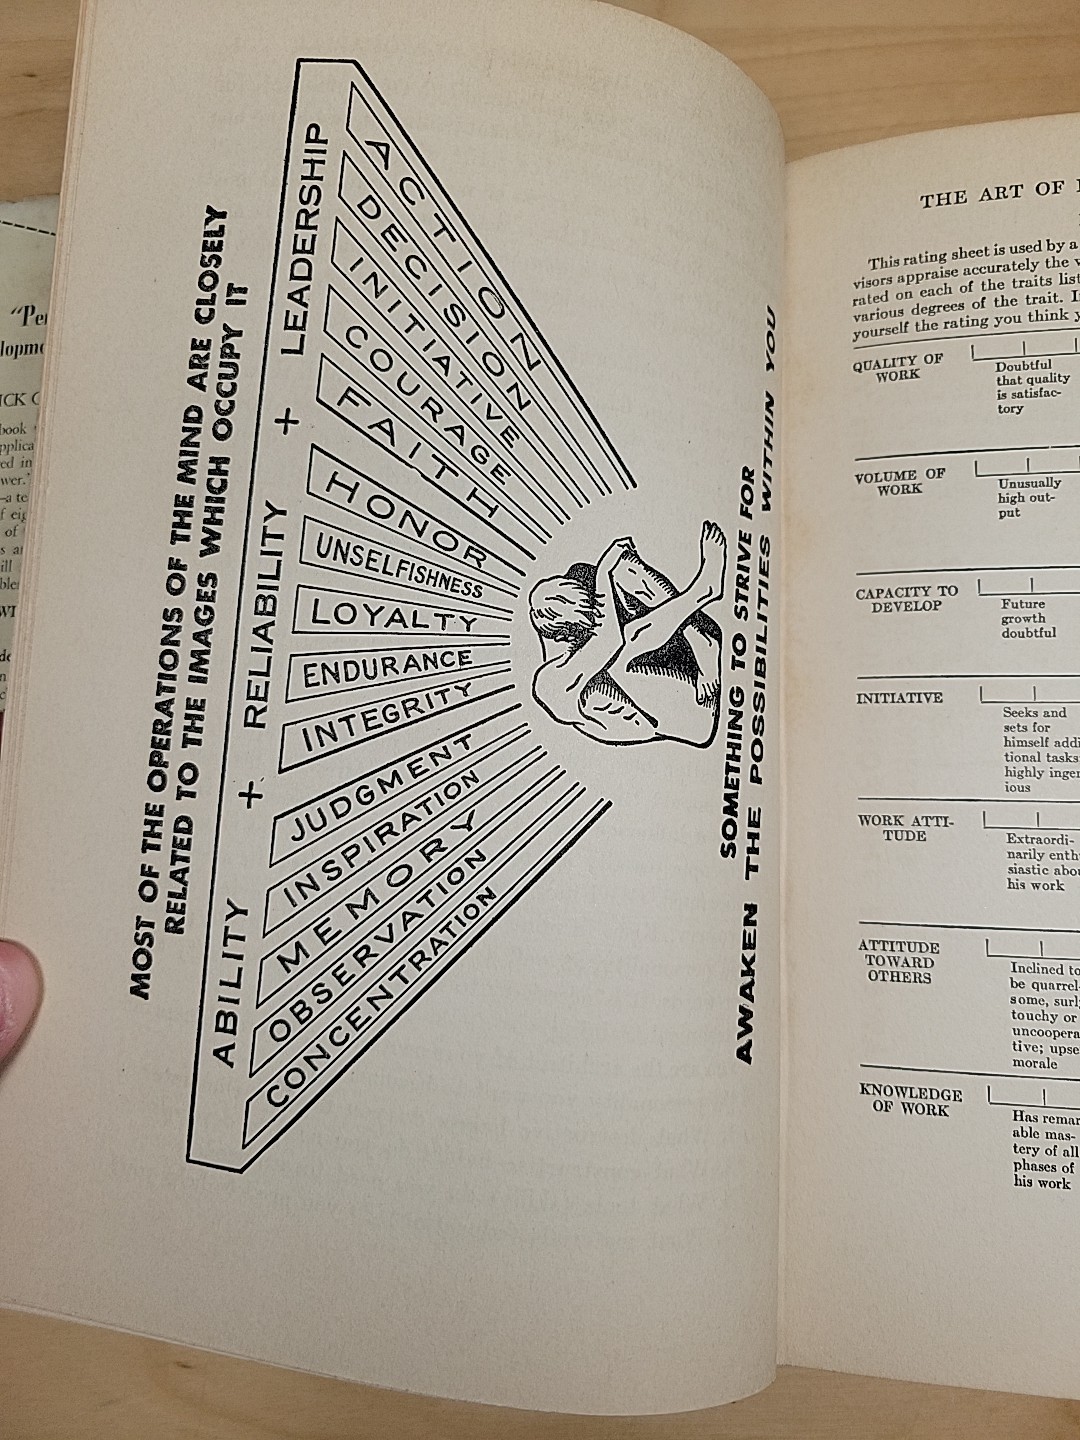 MOST OF THE OPERATIONS OF THE MIND ARE CLOSELY
RELATED TO THE IMAGES WHICH OCCUPY IT
ABILITY + RELIABILITY + LEADERSHIP
CONCENTRATION
OBSERVATION
MEMORY
INSPIRATION
JUDGMENT
INTEGRITY
ENDURANCE
LOYALTY
UNSELFISHNESS
HONOR
FAITH
COURAGE
INITIATIVE
DECISION
ACTION
SOMETHING TO STRIVE FOR
AWAKEN THE POSSIBILITIES WITHIN YOU
THE ART OF
This rating sheet is used by a
visors appraise accurately the
rated on each of the traits
various degrees of the trait.
yourself the rating you think
QUALITY OF
WORK
Doubtful
that quality
is satisfac-
tory
VOLUME OF
WORK
Unusually
high out-
put
CAPACITY TO
DEVELOP
Future
growth
doubtful
INITIATIVE
Seeks and
sets for
himself addi
tional tasks
highly
ious
WORK ATTI-
TUDE
Extraordi-
narily
siastic
his work
ATTITUDE
TOWARD
OTHERS
Inclined to
be quarrel-
some,
touchy or
tive;
morale
KNOWLEDGE
OF WORK
Has
able mas-
tery of all
phases of
his work